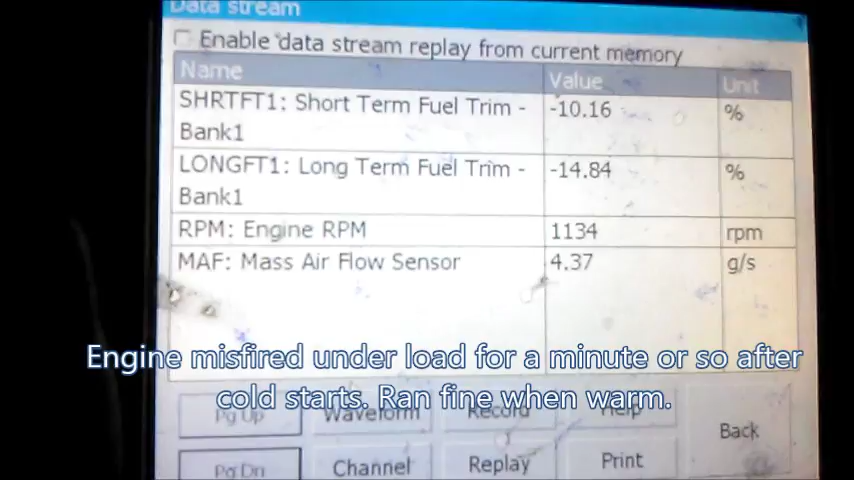 Data stream
Enable data stream replay from current memory
Name Value Unit
SHRTFT1: Short Term Fuel Trim - -10.16 %
Bank1
LONGFT1: Long Term Fuel Trim - -14.84 %
Bank1
RPM: Engine RPM 1134 rpm
MAF: Mass Air Flow Sensor 4.37 g/s
Engine misfired under load for a minute or so after
cold starts. Ran fine when warm.
Pg Up Waveform Record Help
Back
Pg Dn Channel Replay Print